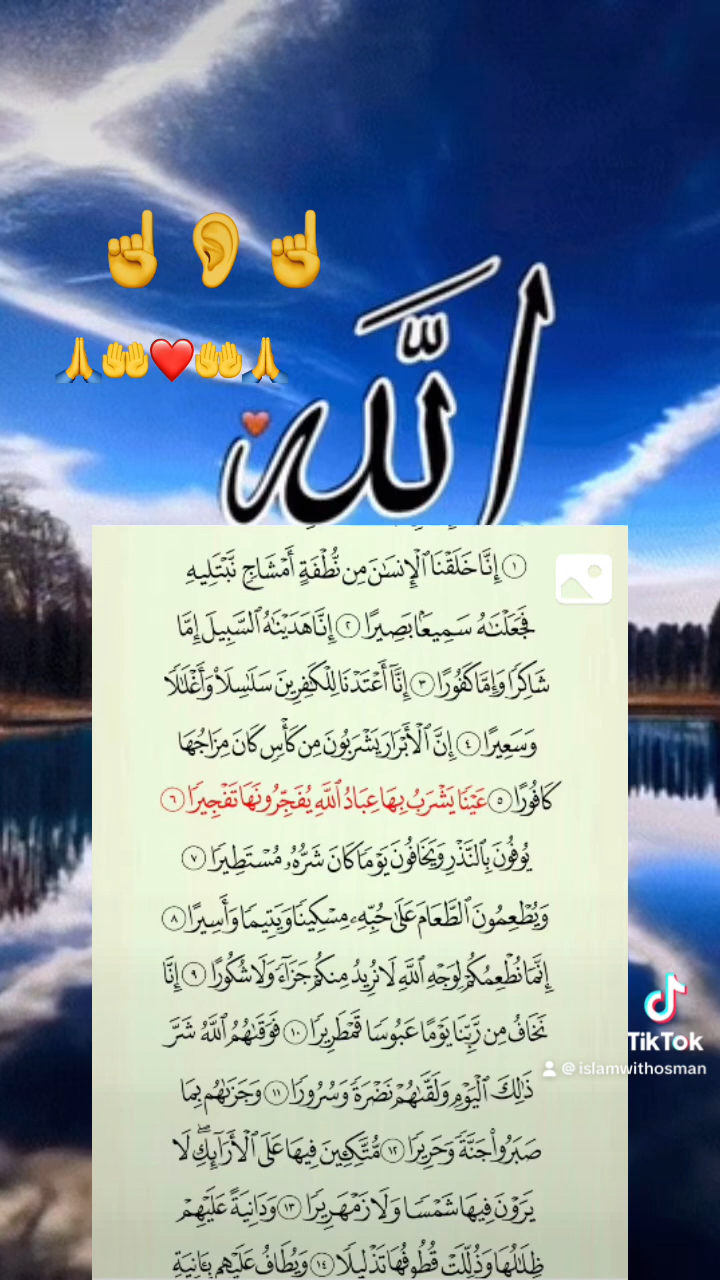 الله
١ إِنَّا خَلَقْنَا ٱلْإِنسَـٰنَ مِن نُّطْفَةٍ أَمْشَاجٍ نَّبْتَلِيهِ
فَجَعَلْنَـٰهُ سَمِيعًۢا بَصِيرًا ٢ إِنَّا هَدَيْنَـٰهُ ٱلسَّبِيلَ إِمَّا
شَاكِرًا وَإِمَّا كَفُورًا ٣ إِنَّآ أَعْتَدْنَا لِلْكَـٰفِرِينَ سَلَـٰسِلَا۟ وَأَغْلَـٰلًا
وَسَعِيرًا ٤ إِنَّ ٱلْأَبْرَارَ يَشْرَبُونَ مِن كَأْسٍ كَانَ مِزَاجُهَا
كَافُورًا ٥ عَيْنًا يَشْرَبُ بِهَا عِبَادُ ٱللَّهِ يُفَجِّرُونَهَا تَفْجِيرًا ٦
يُوفُونَ بِٱلنَّذْرِ وَيَخَافُونَ يَوْمًا كَانَ شَرُّهُۥ مُسْتَطِيرًا ٧
وَيُطْعِمُونَ ٱلطَّعَامَ عَلَىٰ حُبِّهِۦ مِسْكِينًا وَيَتِيمًا وَأَسِيرًا ٨
إِنَّمَا نُطْعِمُكُمْ لِوَجْهِ ٱللَّهِ لَا نُرِيدُ مِنكُمْ جَزَآءً وَلَا شُكُورًا ٩ إِنَّا
نَخَافُ مِن رَّبِّنَا يَوْمًا عَبُوسًا قَمْطَرِيرًا ١٠ فَوَقَىٰهُمُ ٱللَّهُ شَرَّ
ذَٰلِكَ ٱلْيَوْمِ وَلَقَّىٰهُمْ نَضْرَةً وَسُرُورًا ١١ وَجَزَىٰهُم بِمَا
صَبَرُوا۟ جَنَّةً وَحَرِيرًا ١٢ مُّتَّكِـِٔينَ فِيهَا عَلَى ٱلْأَرَآئِكِ ۖ لَا
يَرَوْنَ فِيهَا شَمْسًا وَلَا زَمْهَرِيرًا ١٣ وَدَانِيَةً عَلَيْهِمْ
ظِلَـٰلُهَا وَذُلِّلَتْ قُطُوفُهَا تَذْلِيلًا ١٤ وَيُطَافُ عَلَيْهِم بِـَٔانِيَةٍ
TikTok
@islamwithosman